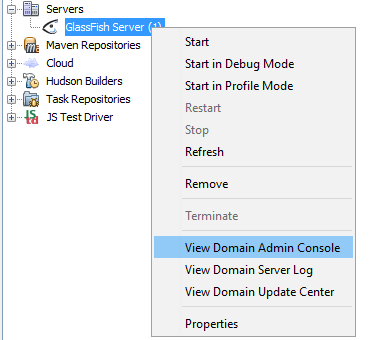 Servers
GlassFish Server (1)
Maven Repositories
Cloud
Hudson Builders
Task Repositories
JS Test Driver
Start
Start in Debug Mode
Start in Profile Mode
Restart
Stop
Refresh
Remove
Terminate
View Domain Admin Console
View Domain Server Log
View Domain Update Center
Properties